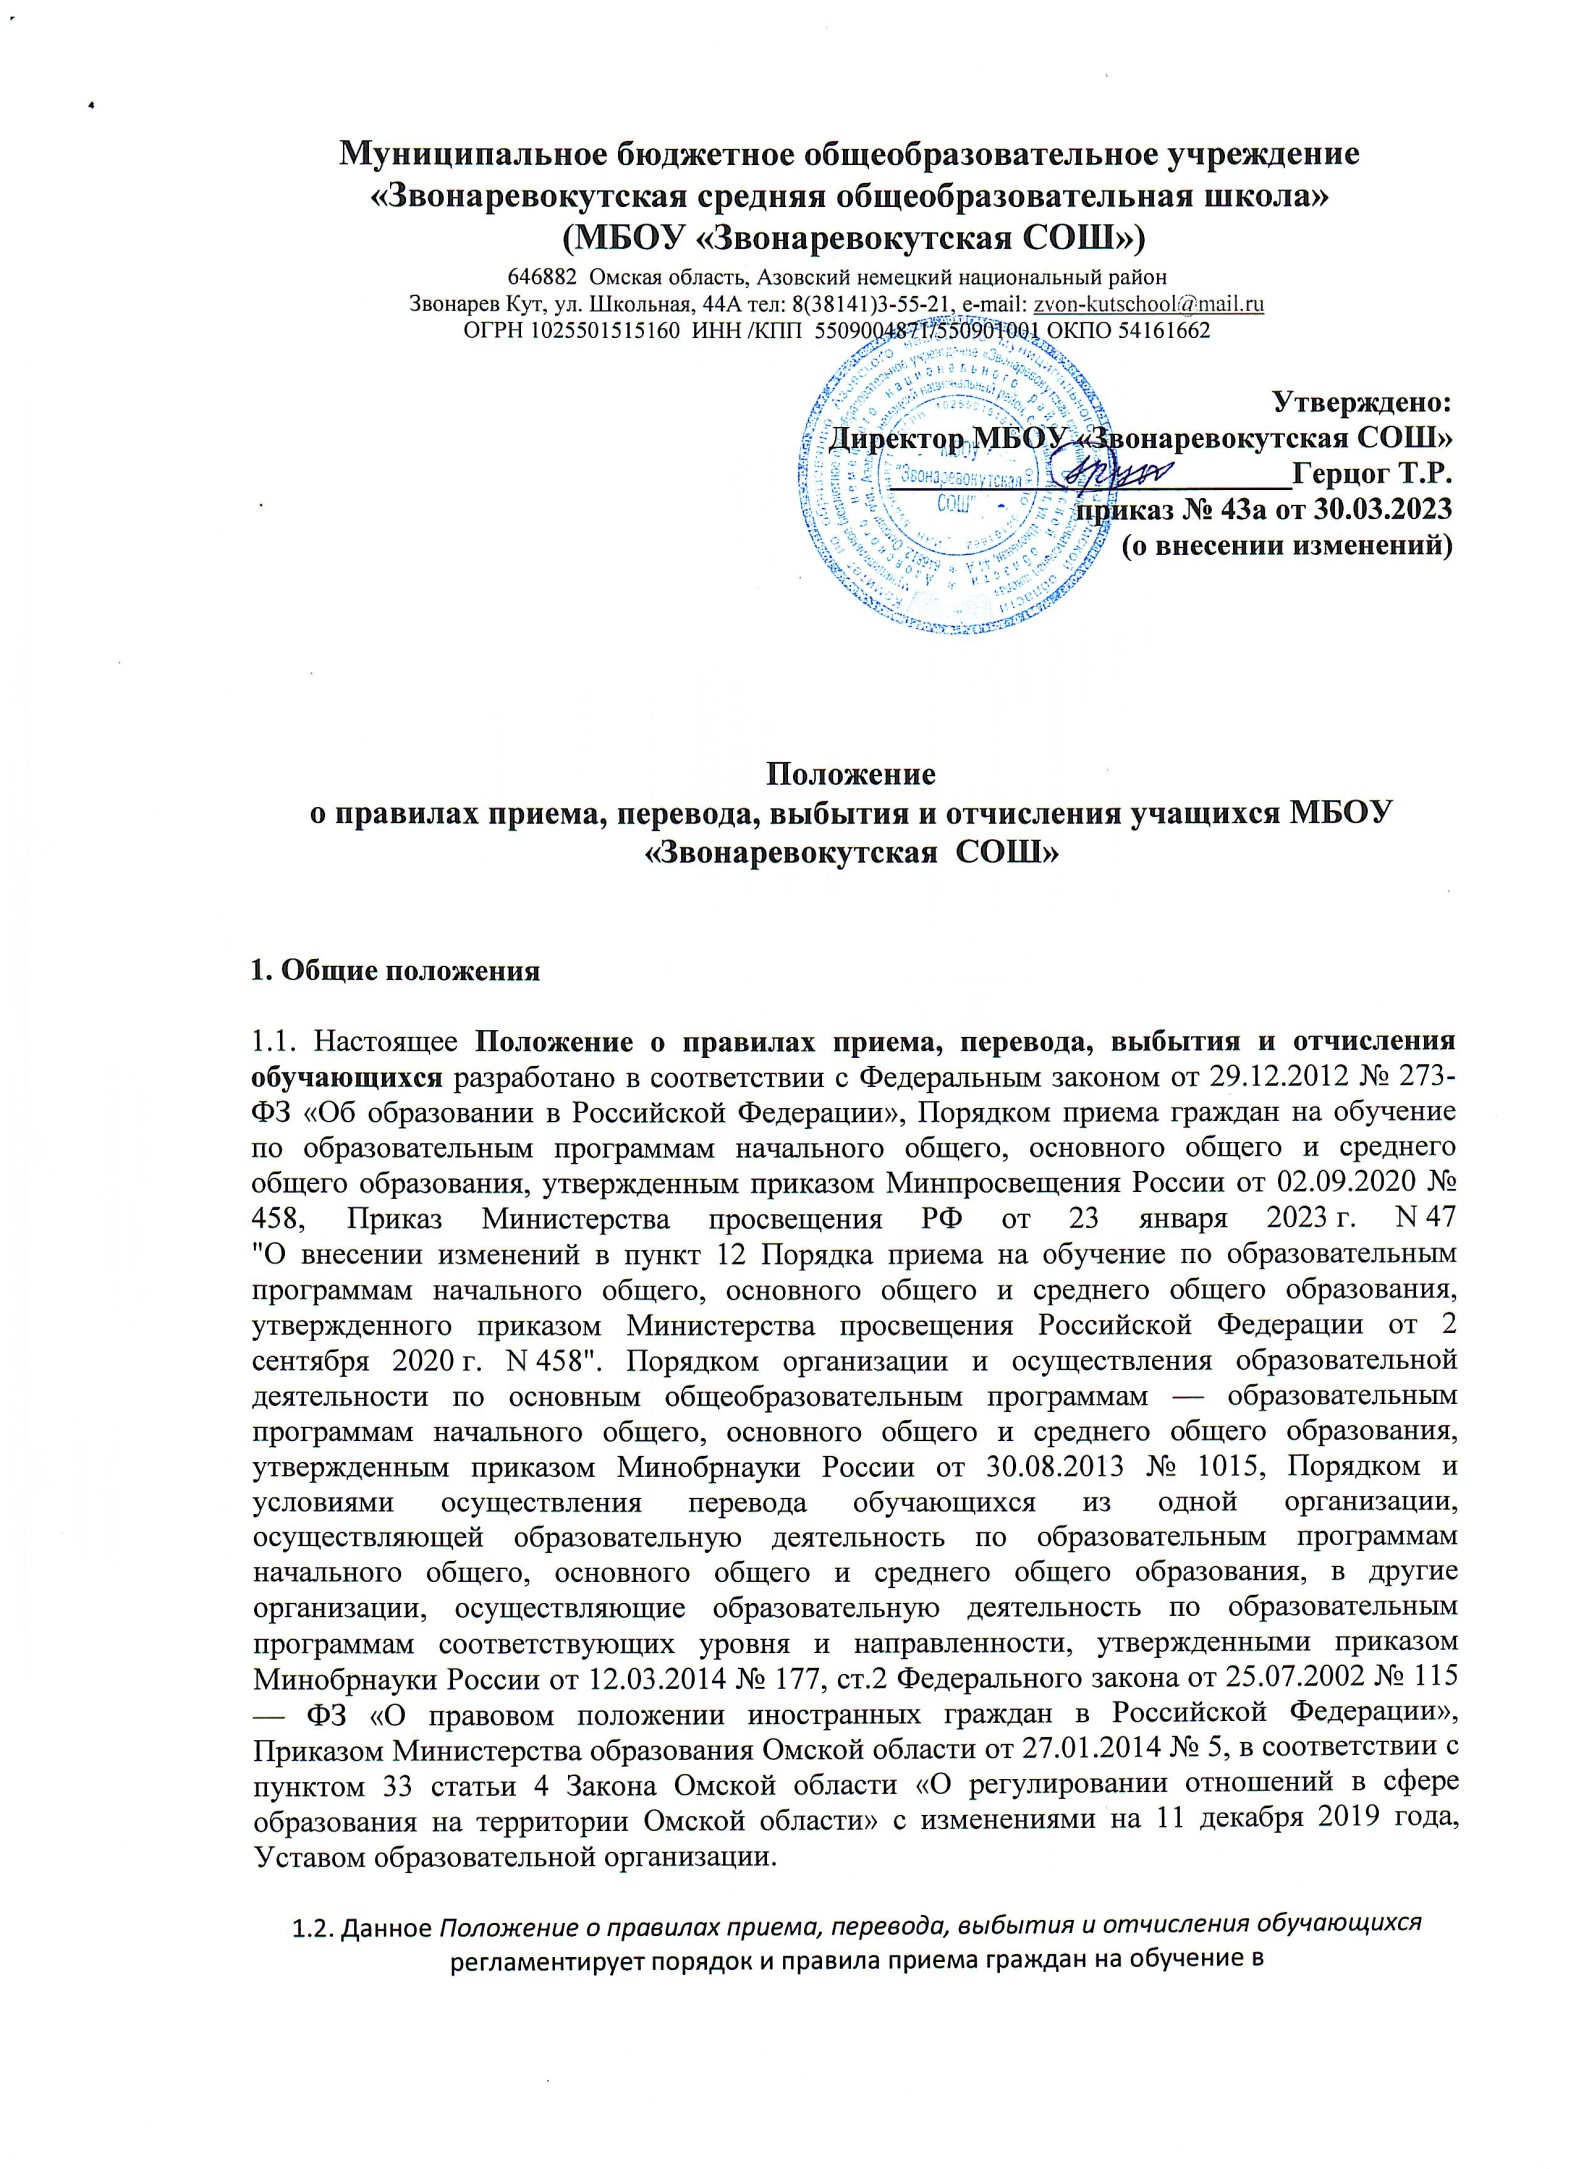 Муниципальное бюджетное общеобразовательное учреждение
«Звонаревокутская средняя общеобразовательная школа»
(МБОУ «Звонаревокутская СОШ»)
646882  Омская область, Азовский немецкий национальный район
Звонарев Кут, ул. Школьная, 44А тел: 8(38141)3-55-21, e-mail: zvon-kutschool@mail.ru
ОГРН 1025501515160  ИНН /КПП  5509004871/550901001 ОКПО 54161662
Утверждено:
Директор МБОУ «Звонаревокутская СОШ»
Герцог Т.Р.
приказ № 43а от 30.03.2023
(о внесении изменений)
МБОУ
"Звонаревокутская
СОШ"
Положение
о правилах приема, перевода, выбытия и отчисления учащихся МБОУ
«Звонаревокутская  СОШ»
1. Общие положения
1.1. Настоящее Положение о правилах приема, перевода, выбытия и отчисления
обучающихся разработано в соответствии с Федеральным законом от 29.12.2012 № 273-
ФЗ «Об образовании в Российской Федерации», Порядком приема граждан на обучение
по образовательным программам начального общего, основного общего и среднего
общего образования, утвержденным приказом Минпросвещения России от 02.09.2020 №
458, Приказ Министерства просвещения РФ от 23 января 2023 г. N 47
"О внесении изменений в пункт 12 Порядка приема на обучение по образовательным
программам начального общего, основного общего и среднего общего образования,
утвержденного приказом Министерства просвещения Российской Федерации от 2
сентября 2020 г. N 458". Порядком организации и осуществления образовательной
деятельности по основным общеобразовательным программам — образовательным
программам начального общего, основного общего и среднего общего образования,
утвержденным приказом Минобрнауки России от 30.08.2013 № 1015, Порядком и
условиями осуществления перевода обучающихся из одной организации,
осуществляющей образовательную деятельность по образовательным программам
начального общего, основного общего и среднего общего образования, в другие
организации, осуществляющие образовательную деятельность по образовательным
программам соответствующих уровня и направленности, утвержденными приказом
Минобрнауки России от 12.03.2014 № 177, ст.2 Федерального закона от 25.07.2002 № 115
— ФЗ «О правовом положении иностранных граждан в Российской Федерации»,
Приказом Министерства образования Омской области от 27.01.2014 № 5, в соответствии с
пунктом 33 статьи 4 Закона Омской области «О регулировании отношений в сфере
образования на территории Омской области» с изменениями на 11 декабря 2019 года,
Уставом образовательной организации.
1.2. Данное Положение о правилах приема, перевода, выбытия и отчисления обучающихся
регламентирует порядок и правила приема граждан на обучение в